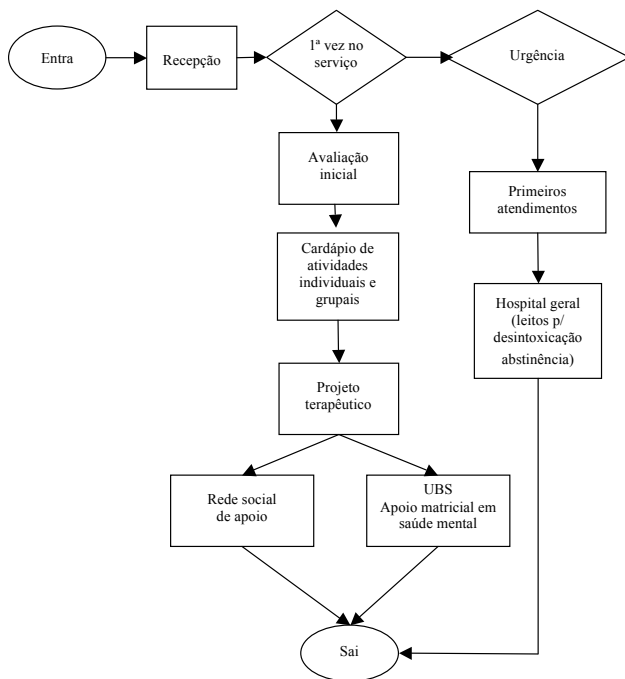 Entra
Recepção
1ª vez no
serviço
Urgência
Avaliação
inicial
Primeiros
atendimentos
Cardápio de
atividades
individuais e
grupais
Hospital geral
(leitos p/
desintoxicação
abstinência)
Projeto
terapêutico
Rede social
de apoio
UBS
Apoio matricial em
saúde mental
Sai